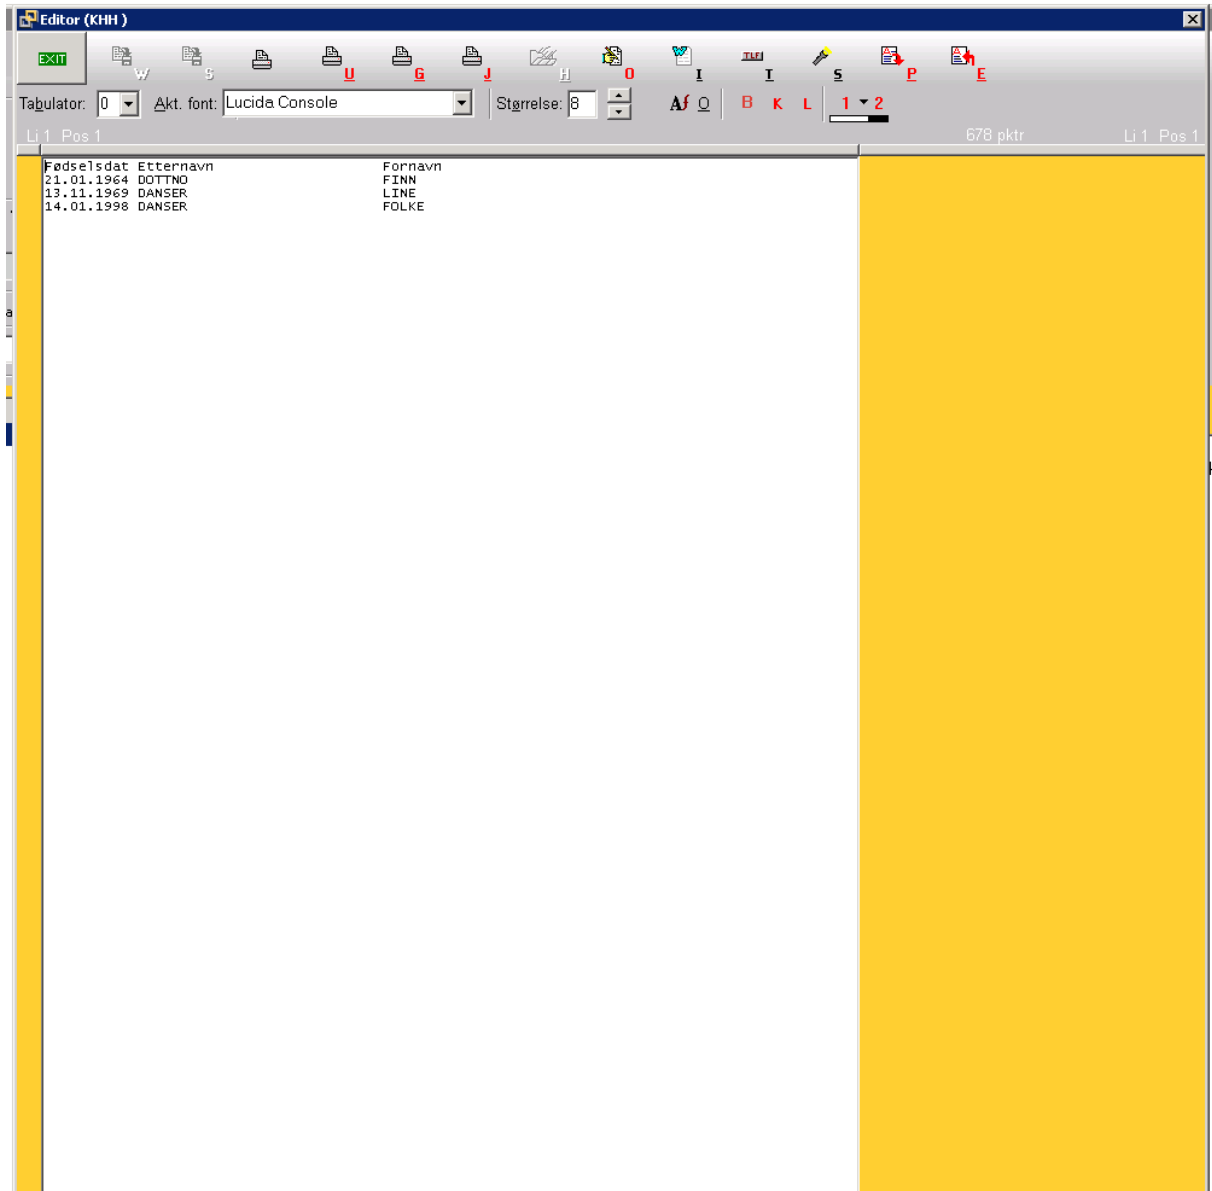 Editor (KHH )
EXIT W S U G J H O I TLF T S P E
Tabulator: 0 Akt. font: Lucida Console Størrelse: 8 Af O B K L 1 2
Li 1 Pos 1 678 pktr Li 1 Pos 1
Fødselsdat Etternavn Fornavn
21.01.1964 DOTTNO FINN
13.11.1969 DANSER LINE
14.01.1998 DANSER FOLKE